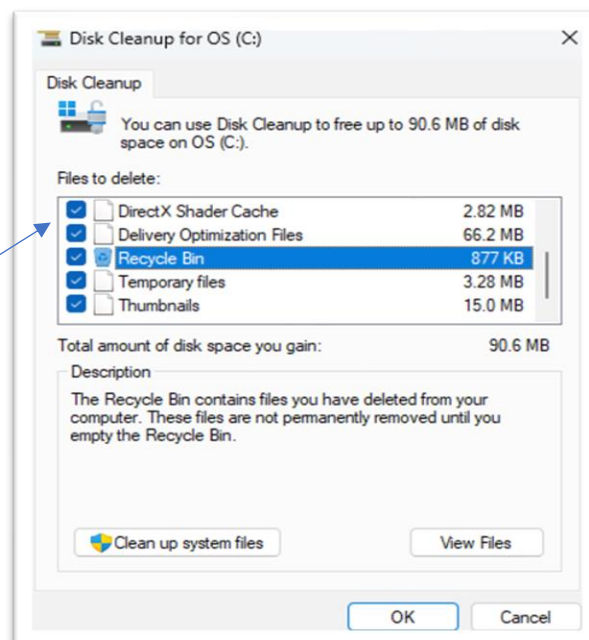 Disk Cleanup for OS (C:)
Disk Cleanup
You can use Disk Cleanup to free up to 90.6 MB of disk
space on OS (C:).
Files to delete:
DirectX Shader Cache 2.82 MB
Delivery Optimization Files 66.2 MB
Recycle Bin 877 KB
Temporary files 3.28 MB
Thumbnails 15.0 MB
Total amount of disk space you gain: 90.6 MB
Description
The Recycle Bin contains files you have deleted from your
computer. These files are not permanently removed until you
empty the Recycle Bin.
Clean up system files View Files
OK Cancel